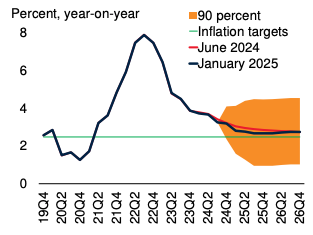 Percent, year-on-year
90 percent
Inflation targets
June 2024
January 2025
8
6
4
2
0
19Q4
20Q2
20Q4
21Q2
21Q4
22Q2
22Q4
23Q2
23Q4
24Q2
24Q4
25Q2
25Q4
26Q2
26Q4